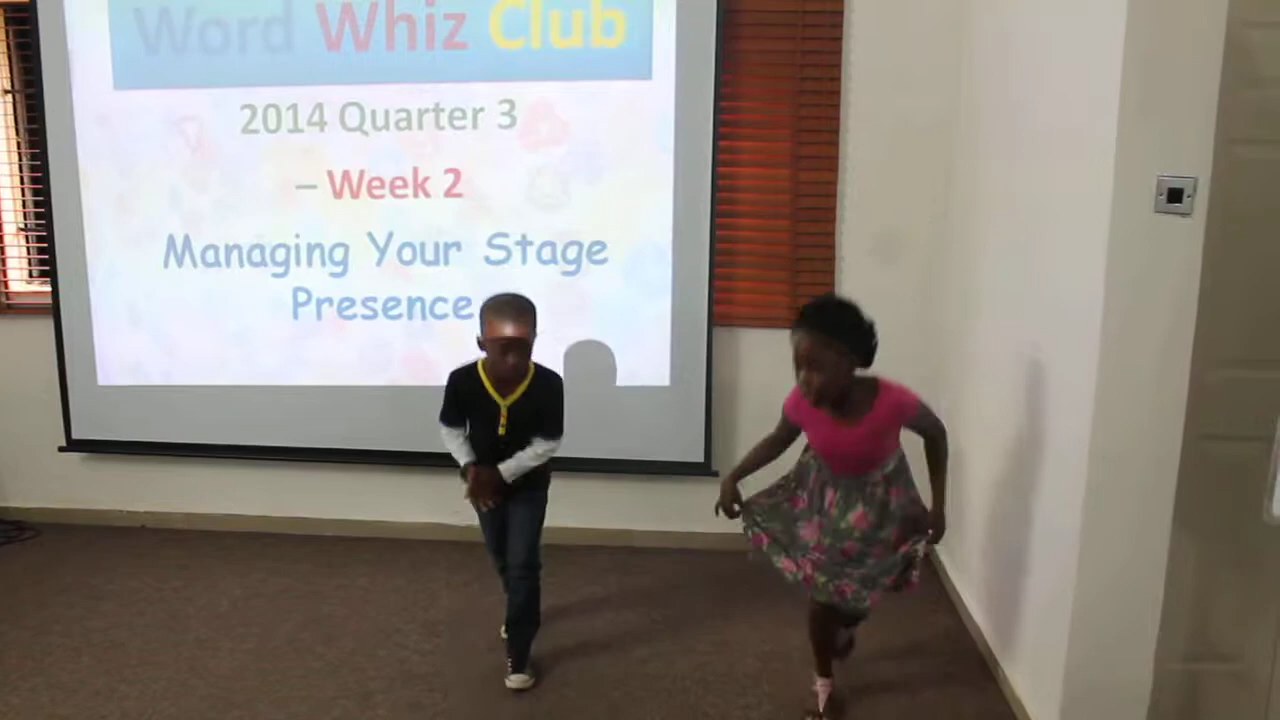 Word Whiz Club
2014 Quarter 3
– Week 2
Managing Your Stage
Presence